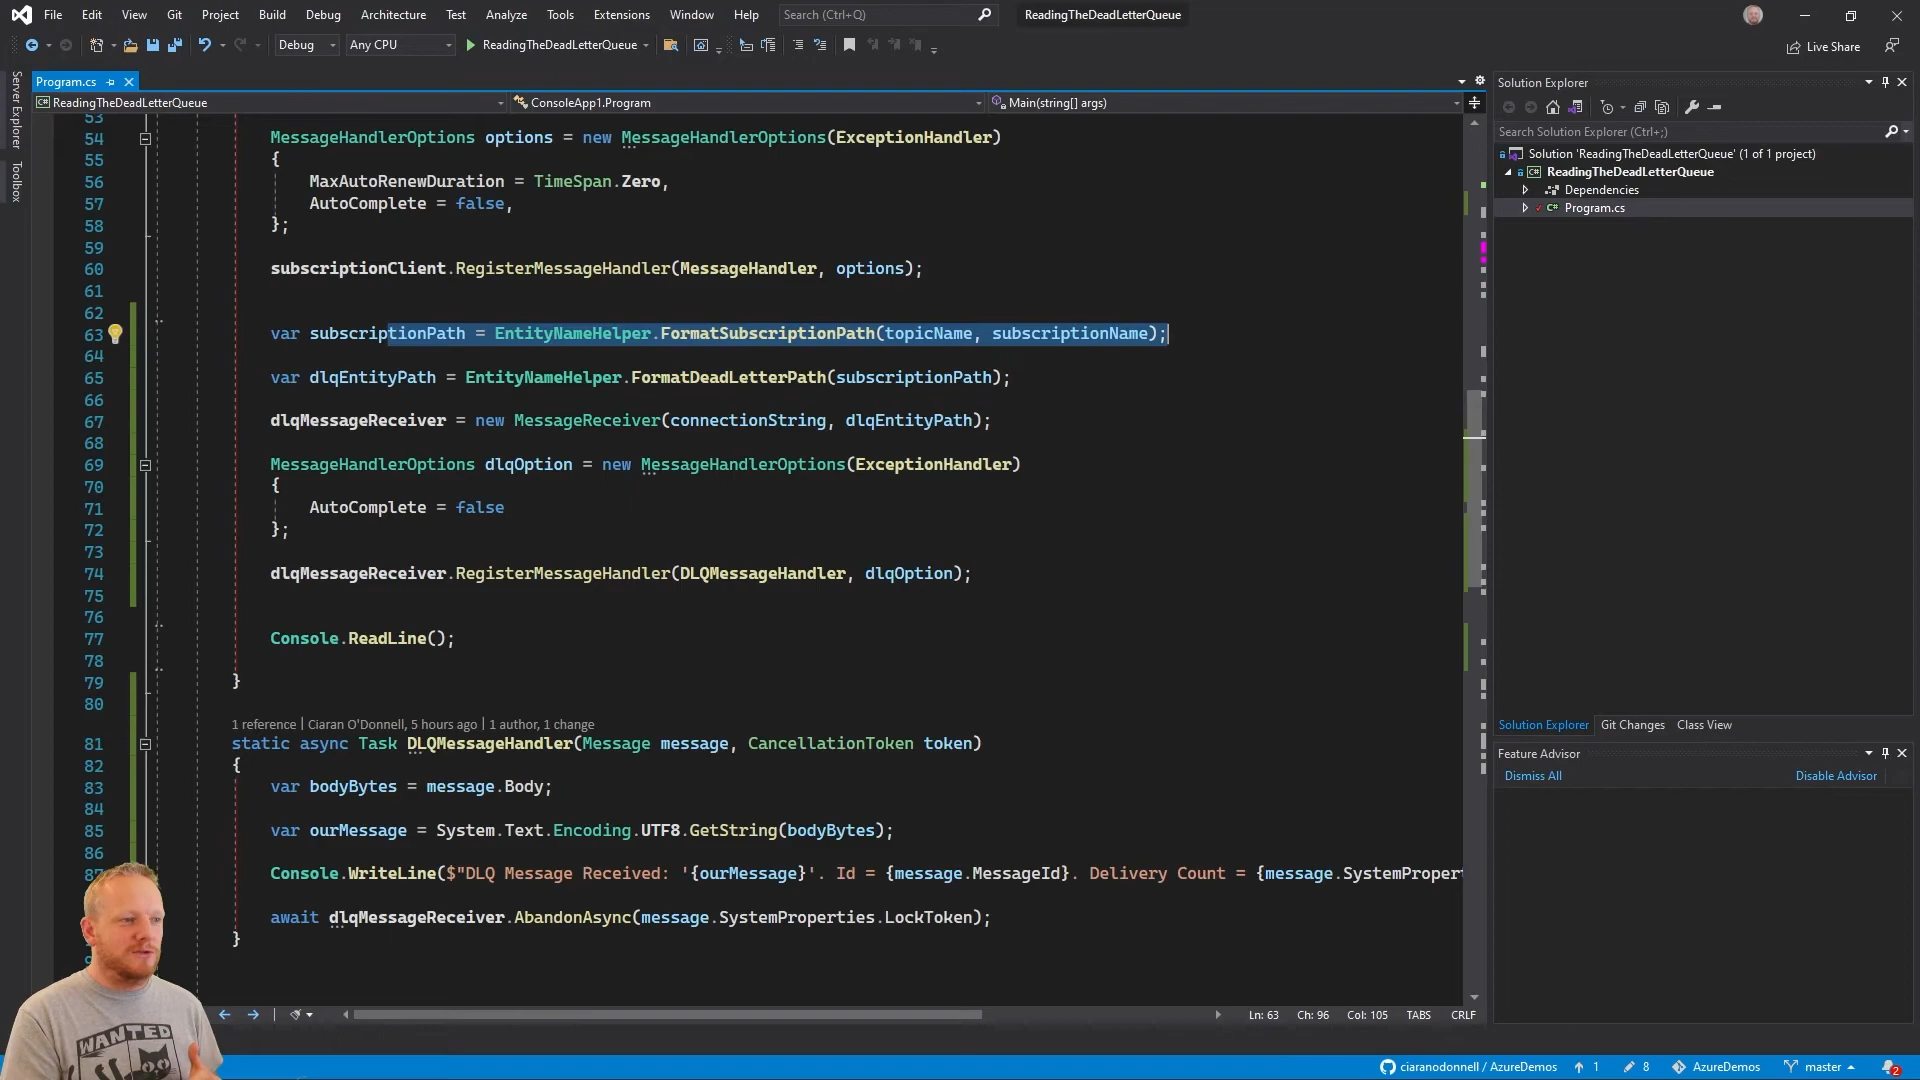 File Edit View Git Project Build Debug Architecture Test Analyze Tools Extensions Window Help Search (Ctrl+Q) ReadingTheDeadLetterQueue
Debug Any CPU ReadingTheDeadLetterQueue Live Share
Server Explorer
Toolbox
Program.cs
ReadingTheDeadLetterQueue ConsoleApp1.Program Main(string[] args)
53
54 MessageHandlerOptions options = new MessageHandlerOptions(ExceptionHandler)
55 {
56 MaxAutoRenewDuration = TimeSpan.Zero,
57 AutoComplete = false,
58 };
59
60 subscriptionClient.RegisterMessageHandler(MessageHandler, options);
61
62
63 var subscriptionPath = EntityNameHelper.FormatSubscriptionPath(topicName, subscriptionName);
64
65 var dlqEntityPath = EntityNameHelper.FormatDeadLetterPath(subscriptionPath);
66
67 dlqMessageReceiver = new MessageReceiver(connectionString, dlqEntityPath);
68
69 MessageHandlerOptions dlqOption = new MessageHandlerOptions(ExceptionHandler)
70 {
71 AutoComplete = false
72 };
73
74 dlqMessageReceiver.RegisterMessageHandler(DLQMessageHandler, dlqOption);
75
76
77 Console.ReadLine();
78
79 }
80
1 reference | Ciaran O'Donnell, 5 hours ago | 1 author, 1 change
81 static async Task DLQMessageHandler(Message message, CancellationToken token)
82 {
83 var bodyBytes = message.Body;
84
85 var ourMessage = System.Text.Encoding.UTF8.GetString(bodyBytes);
86
87 Console.WriteLine($"DLQ Message Received: '{ourMessage}'. Id = {message.MessageId}. Delivery Count = {message.SystemPropert
await dlqMessageReceiver.AbandonAsync(message.SystemProperties.LockToken);
}
Ln: 63 Ch: 96 Col: 105 TABS CRLF
Solution Explorer
Search Solution Explorer (Ctrl+;)
Solution 'ReadingTheDeadLetterQueue' (1 of 1 project)
ReadingTheDeadLetterQueue
Dependencies
Program.cs
Solution Explorer Git Changes Class View
Feature Advisor
Dismiss All Disable Advisor
WANTED
ciaranodonnell / AzureDemos 1 8 AzureDemos master 2